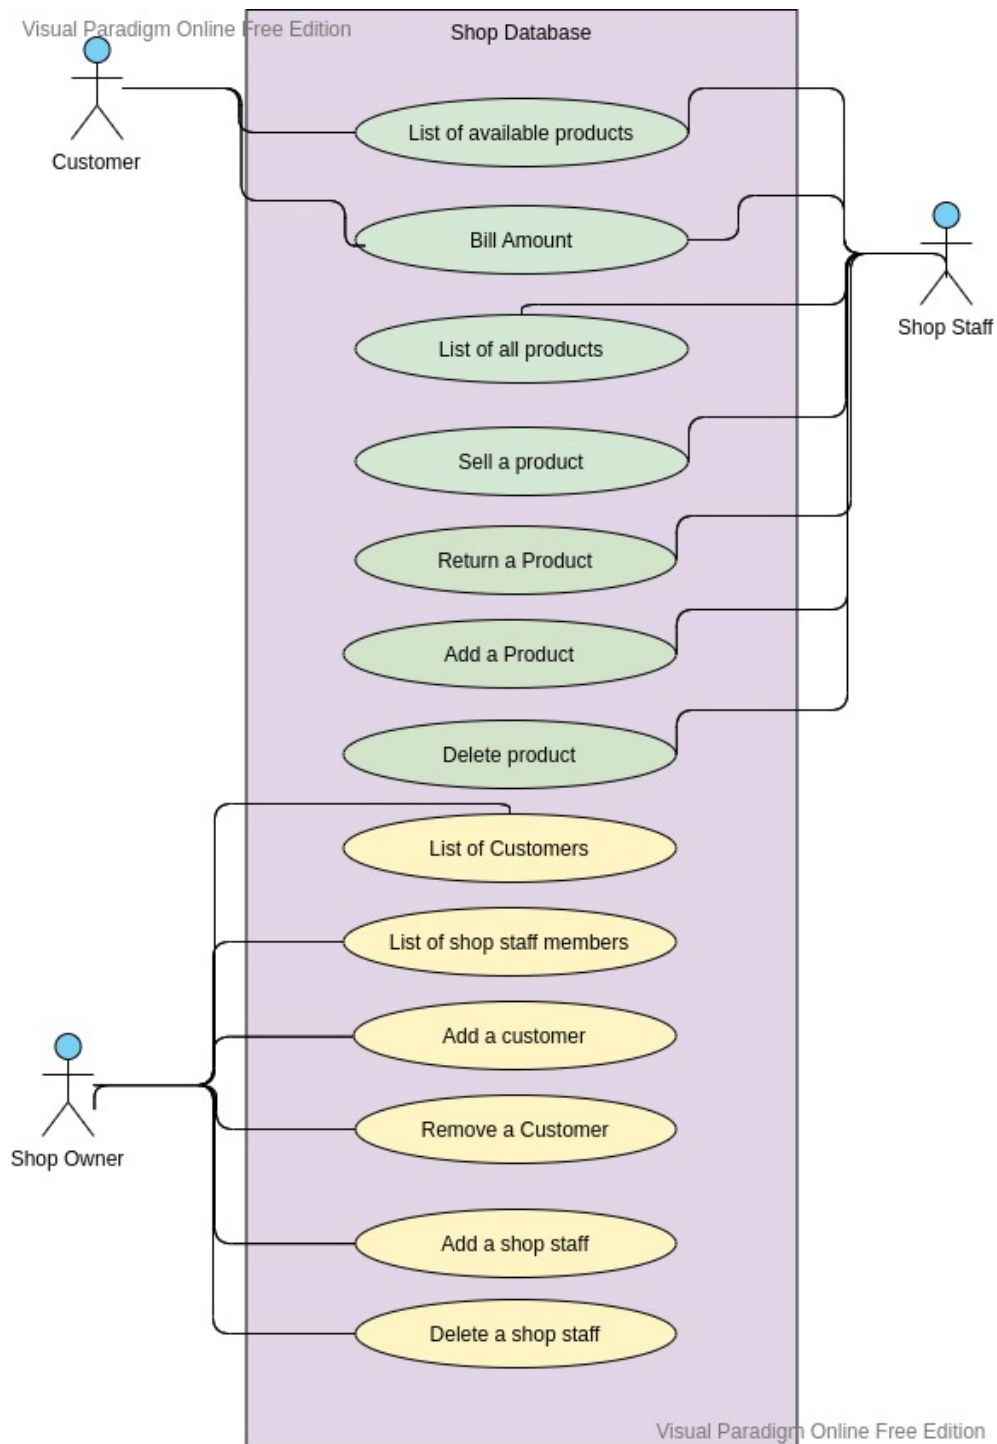 Visual Paradigm Online Free Edition
Shop Database
Customer
List of available products
Bill Amount
Shop Staff
List of all products
Sell a product
Return a Product
Add a Product
Delete product
List of Customers
List of shop staff members
Add a customer
Remove a Customer
Shop Owner
Add a shop staff
Delete a shop staff
Visual Paradigm Online Free Edition